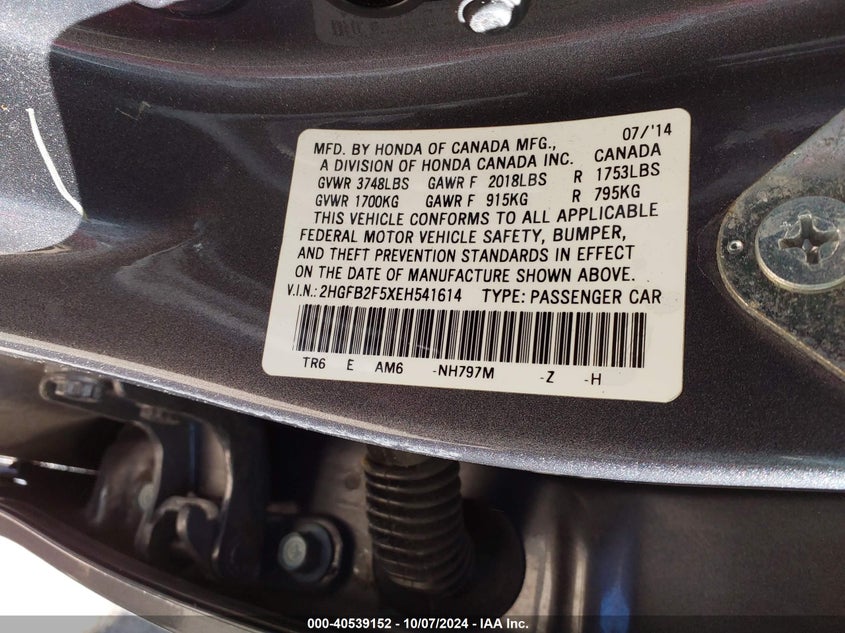 07/'14
MFD. BY HONDA OF CANADA MFG.,
A DIVISION OF HONDA CANADA INC. CANADA
GVWR 3748LBS GAWR F 2018LBS R 1753LBS
GVWR 1700KG GAWR F 915KG R 795KG
THIS VEHICLE CONFORMS TO ALL APPLICABLE
FEDERAL MOTOR VEHICLE SAFETY, BUMPER,
AND THEFT PREVENTION STANDARDS IN EFFECT
ON THE DATE OF MANUFACTURE SHOWN ABOVE.
V.I.N.: 2HGFB2F5XEH541614 TYPE: PASSENGER CAR
TR6 E AM6 -NH797M -Z -H
000-40539152 - 10/07/2024 - IAA Inc.